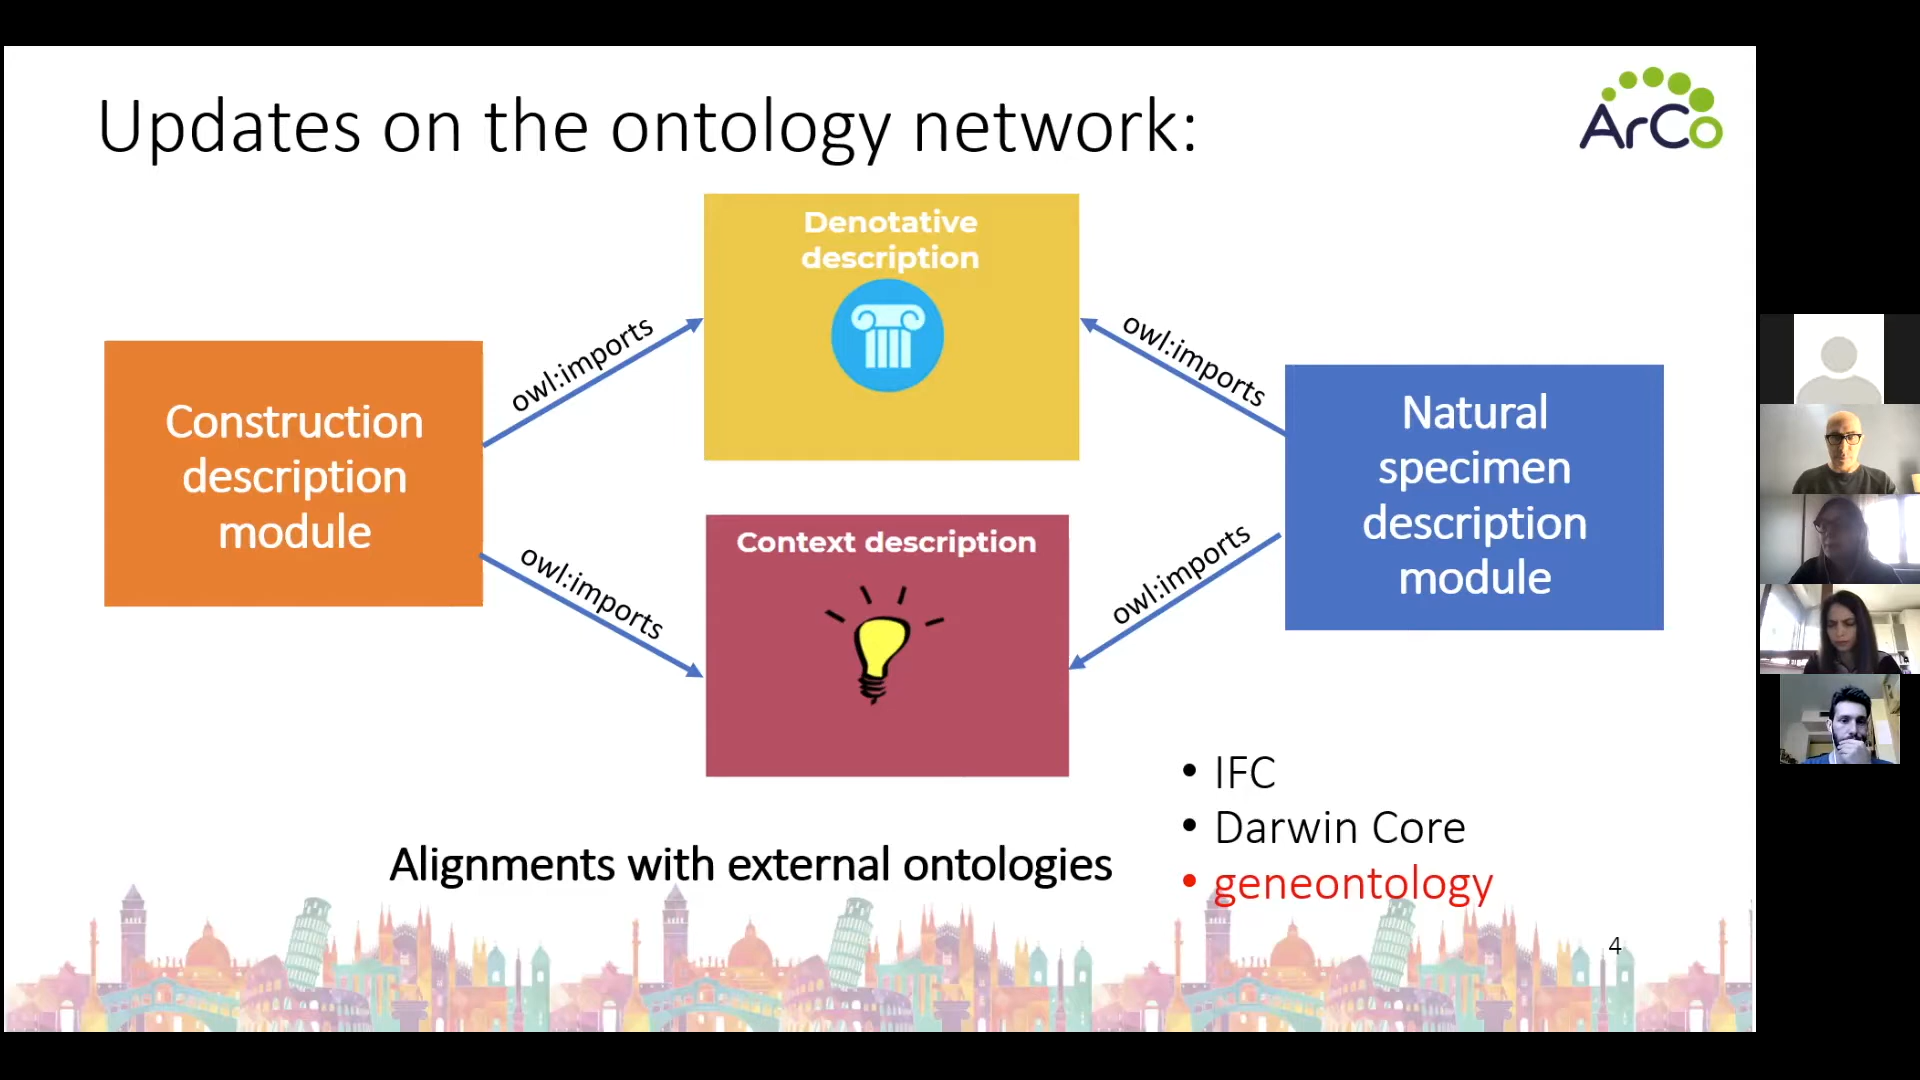 Updates on the ontology network:
ArCo
Denotative
description
owl:imports
owl:imports
Construction
description
module
Natural
specimen
description
module
Context description
owl:imports
owl:imports
• IFC
• Darwin Core
• geneontology
Alignments with external ontologies
4